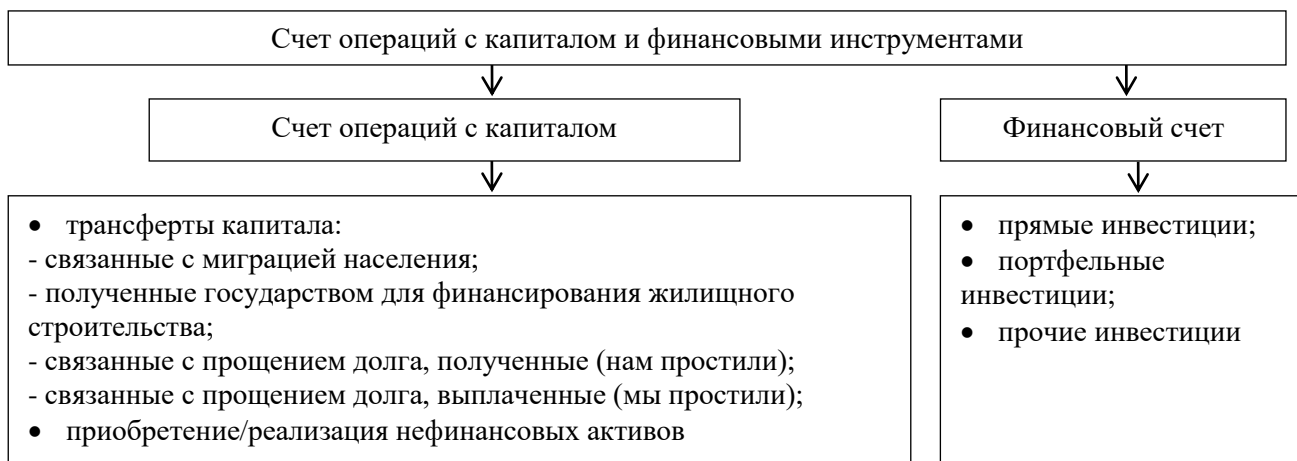 Счет операций с капиталом и финансовыми инструментами
Счет операций с капиталом
Финансовый счет
• трансферты капитала:
- связанные с миграцией населения;
- полученные государством для финансирования жилищного
строительства;
- связанные с прощением долга, полученные (нам простили);
- связанные с прощением долга, выплаченные (мы простили);
• приобретение/реализация нефинансовых активов
• прямые инвестиции;
• портфельные
инвестиции;
• прочие инвестиции